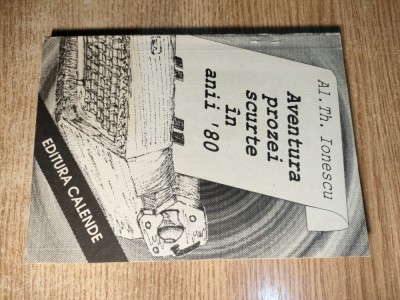 Al. Th. Ionescu
Aventura
prozei
scurte
în
anii '80
EDITURA CALENDE